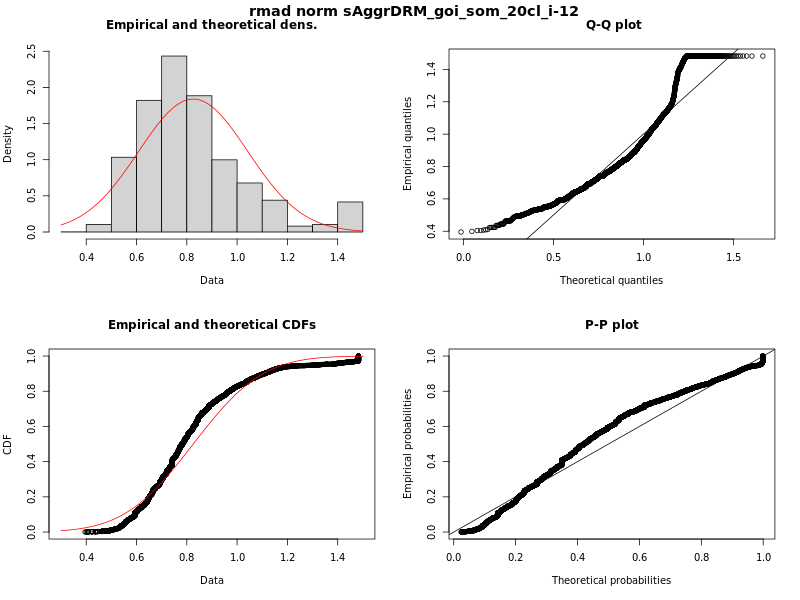 rmad norm sAggrDRM_goi_som_20cl_i-12
Empirical and theoretical dens.
Density
0.0 0.5 1.0 1.5 2.0 2.5
0.4 0.6 0.8 1.0 1.2 1.4
Data
Q-Q plot
Empirical quantiles
0.4 0.6 0.8 1.0 1.2 1.4
0.0 0.5 1.0 1.5
Theoretical quantiles
Empirical and theoretical CDFs
CDF
0.0 0.2 0.4 0.6 0.8 1.0
0.4 0.6 0.8 1.0 1.2 1.4
Data
P-P plot
Empirical probabilities
0.0 0.2 0.4 0.6 0.8 1.0
0.0 0.2 0.4 0.6 0.8 1.0
Theoretical probabilities